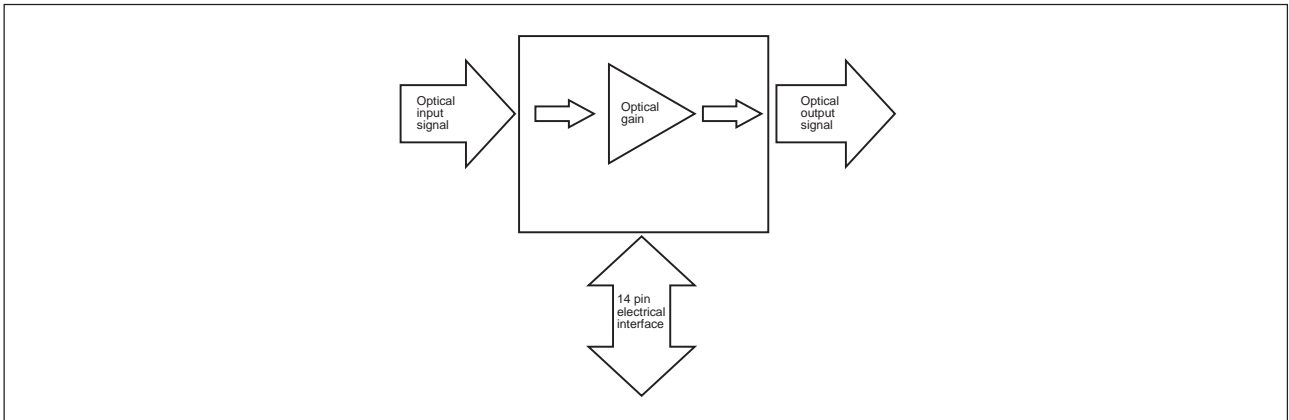 Optical
input
signal
Optical
gain
Optical
output
signal
14 pin
electrical
interface